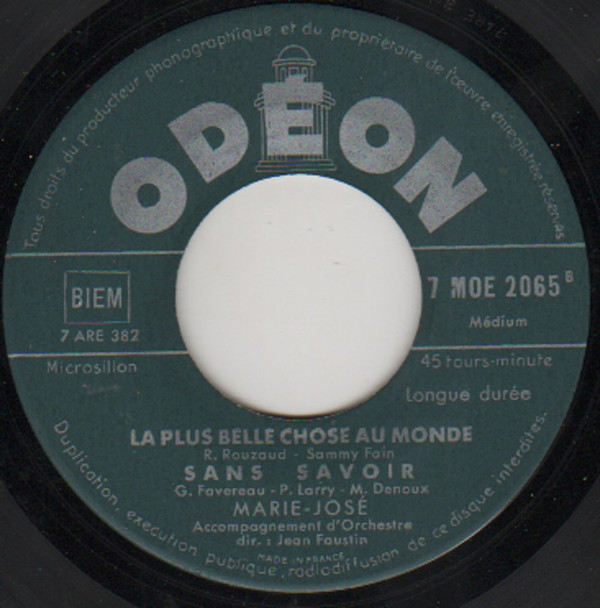 Tous droits du producteur phonographique et du propriétaire de l'œuvre enregistrée réservés
ODÉON
BIEM
7 ARE 382
7 MOE 2065 B
Médium
Microsillon
45 tours-minute
Longue durée
LA PLUS BELLE CHOSE AU MONDE
R. Rouzaud - Sammy Fain
SANS SAVOIR
G. Favereau - P. Larry - M. Denoux
MARIE-JOSÉ
Accompagnement d'Orchestre
dir. : Jean Faustin
MADE IN FRANCE
Duplication, exécution publique, radiodiffusion de ce disque interdites.